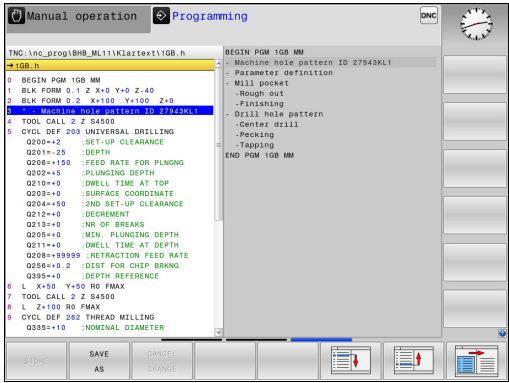 Manual operation
Programming
DNC
TNC:\nc_prog\BHB_ML11\Klartext\1GB.h
→1GB.h
0 BEGIN PGM 1GB MM
1 BLK FORM 0.1 Z X+0 Y+0 Z-40
2 BLK FORM 0.2 X+100 Y+100 Z+0
3 * - Machine hole pattern ID 27943KL1
4 TOOL CALL 2 Z S4500
5 CYCL DEF 203 UNIVERSAL DRILLING
Q200=+2 ;SET-UP CLEARANCE
Q201=-25 ;DEPTH
Q206=+150 ;FEED RATE FOR PLNGNG
Q202=+5 ;PLUNGING DEPTH
Q210=+0 ;DWELL TIME AT TOP
Q203=+0 ;SURFACE COORDINATE
Q204=+50 ;2ND SET-UP CLEARANCE
Q212=+0 ;DECREMENT
Q213=+0 ;NR OF BREAKS
Q205=+0 ;MIN. PLUNGING DEPTH
Q211=+0 ;DWELL TIME AT DEPTH
Q208=+99999 ;RETRACTION FEED RATE
Q256=+0.2 ;DIST FOR CHIP BRKNG
Q395=+0 ;DEPTH REFERENCE
6 L X+50 Y+50 R0 FMAX
7 TOOL CALL 2 Z S4500
8 L Z+100 R0 FMAX
9 CYCL DEF 262 THREAD MILLING
Q335=+10 ;NOMINAL DIAMETER
BEGIN PGM 1GB MM
- Machine hole pattern ID 27943KL1
- Parameter definition
- Mill pocket
-Rough out
-Finishing
- Drill hole pattern
-Center drill
-Pecking
-Tapping
END PGM 1GB MM
STORE
SAVE
AS
CANCEL
CHANGE